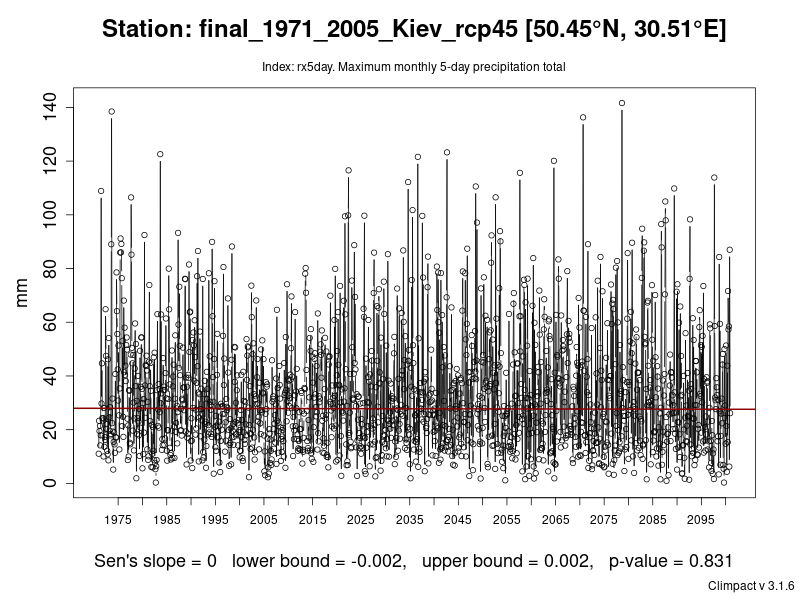 Station: final_1971_2005_Kiev_rcp45 [50.45°N, 30.51°E]
Index: rx5day. Maximum monthly 5-day precipitation total
mm
140
120
100
80
60
40
20
0
1975 1985 1995 2005 2015 2025 2035 2045 2055 2065 2075 2085 2095
Sen's slope = 0 lower bound = -0.002, upper bound = 0.002, p-value = 0.831
Climpact v 3.1.6